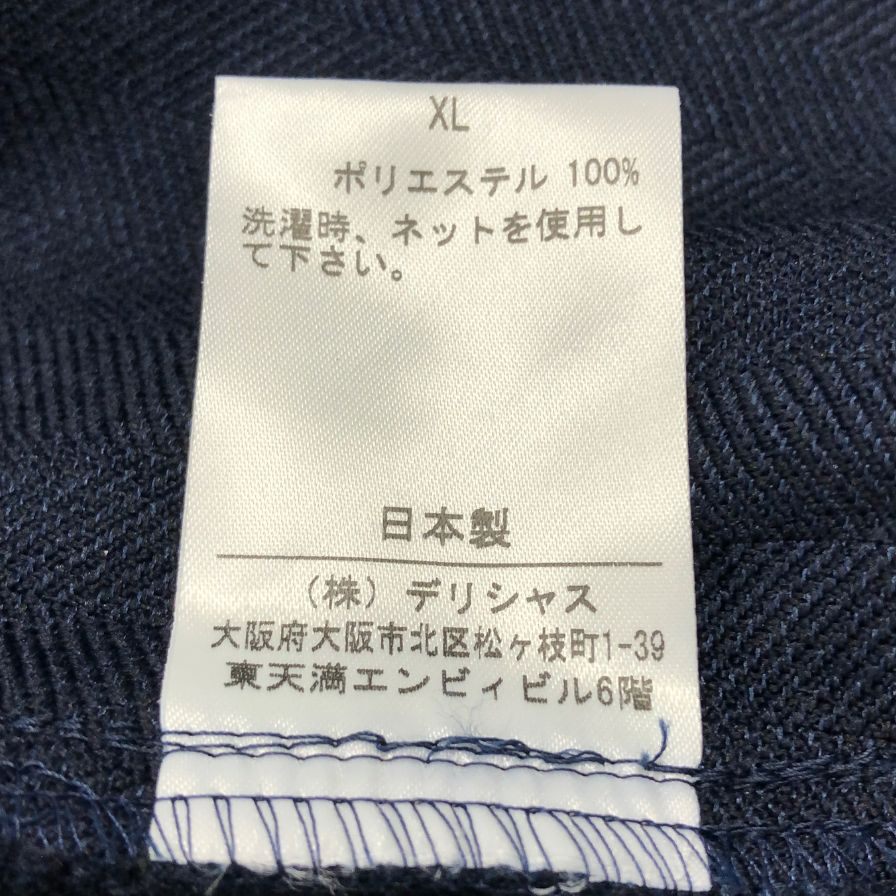 XL
ポリエステル 100%
洗濯時、ネットを使用し
て下さい。
日本製
(株) デリシャス
大阪府大阪市北区松ヶ枝町1-39
東天満エンビィビル6階